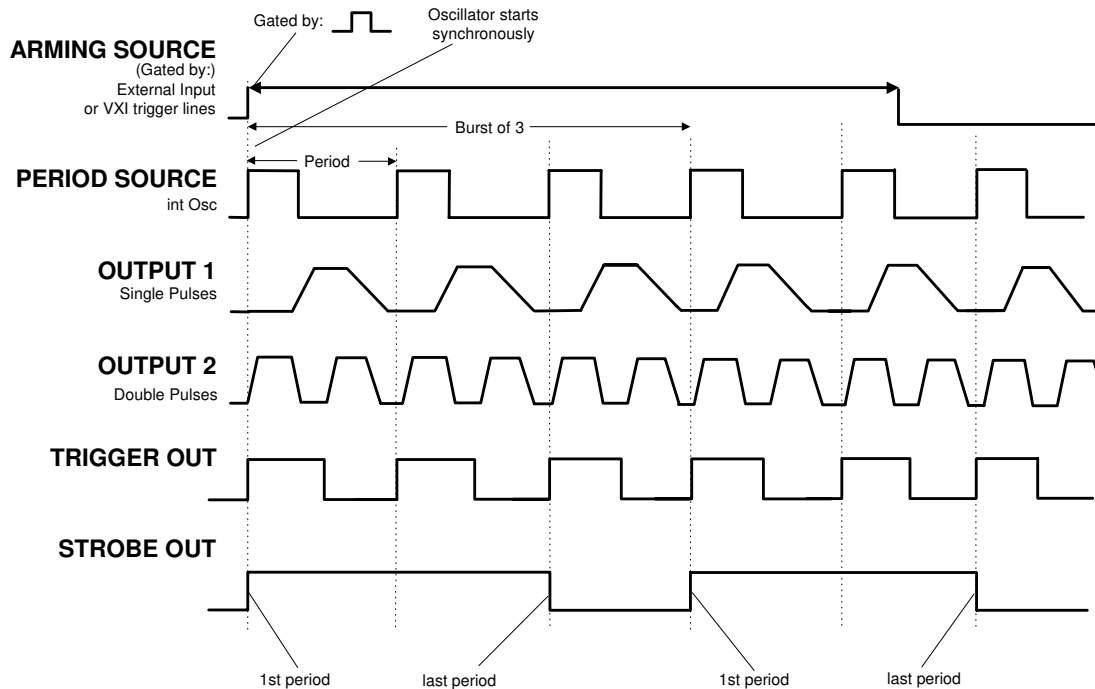 Gated by:
Oscillator starts
synchronously
ARMING SOURCE
(Gated by:)
External Input
or VXI trigger lines
Burst of 3
Period
PERIOD SOURCE
int Osc
OUTPUT 1
Single Pulses
OUTPUT 2
Double Pulses
TRIGGER OUT
STROBE OUT
1st period
last period
1st period
last period